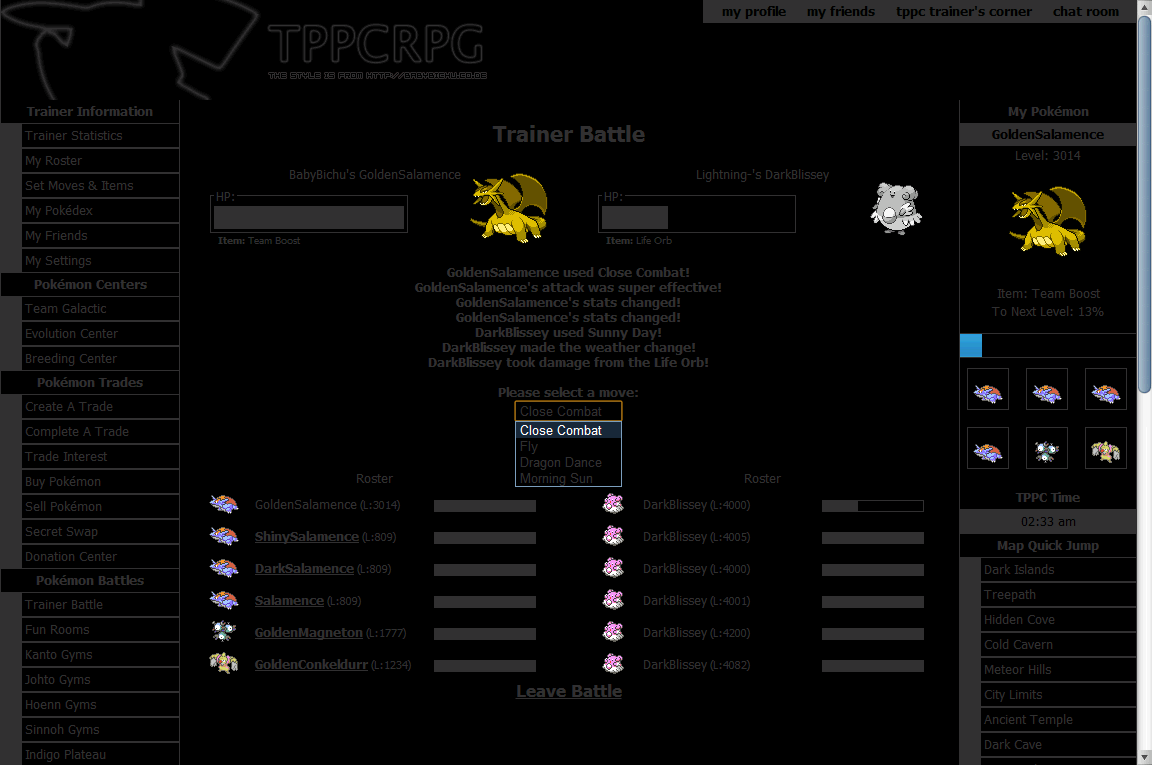 my profile my friends tppc trainer's corner chat room
TPPCRPG
THE STYLE IS FROM HTTP://BABYBICHU.CO.DE
Trainer Information
Trainer Statistics
My Roster
Set Moves & Items
My Pokédex
My Friends
My Settings
Pokémon Centers
Team Galactic
Evolution Center
Breeding Center
Pokémon Trades
Create A Trade
Complete A Trade
Trade Interest
Buy Pokémon
Sell Pokémon
Secret Swap
Donation Center
Pokémon Battles
Trainer Battle
Fun Rooms
Kanto Gyms
Johto Gyms
Hoenn Gyms
Sinnoh Gyms
Indigo Plateau
Trainer Battle
BabyBichu's GoldenSalamence
HP:
Item: Team Boost
Lightning-'s DarkBlissey
HP:
Item: Life Orb
GoldenSalamence used Close Combat!
GoldenSalamence's attack was super effective!
GoldenSalamence's stats changed!
GoldenSalamence's stats changed!
DarkBlissey used Sunny Day!
DarkBlissey made the weather change!
DarkBlissey took damage from the Life Orb!
Please select a move:
Close Combat
Close Combat
Fly
Dragon Dance
Morning Sun
Roster
GoldenSalamence (L:3014)
ShinySalamence (L:809)
DarkSalamence (L:809)
Salamence (L:809)
GoldenMagneton (L:1777)
GoldenConkeldurr (L:1234)
Roster
DarkBlissey (L:4000)
DarkBlissey (L:4005)
DarkBlissey (L:4000)
DarkBlissey (L:4001)
DarkBlissey (L:4200)
DarkBlissey (L:4082)
Leave Battle
My Pokémon
GoldenSalamence
Level: 3014
Item: Team Boost
To Next Level: 13%
TPPC Time
02:33 am
Map Quick Jump
Dark Islands
Treepath
Hidden Cove
Cold Cavern
Meteor Hills
City Limits
Ancient Temple
Dark Cave